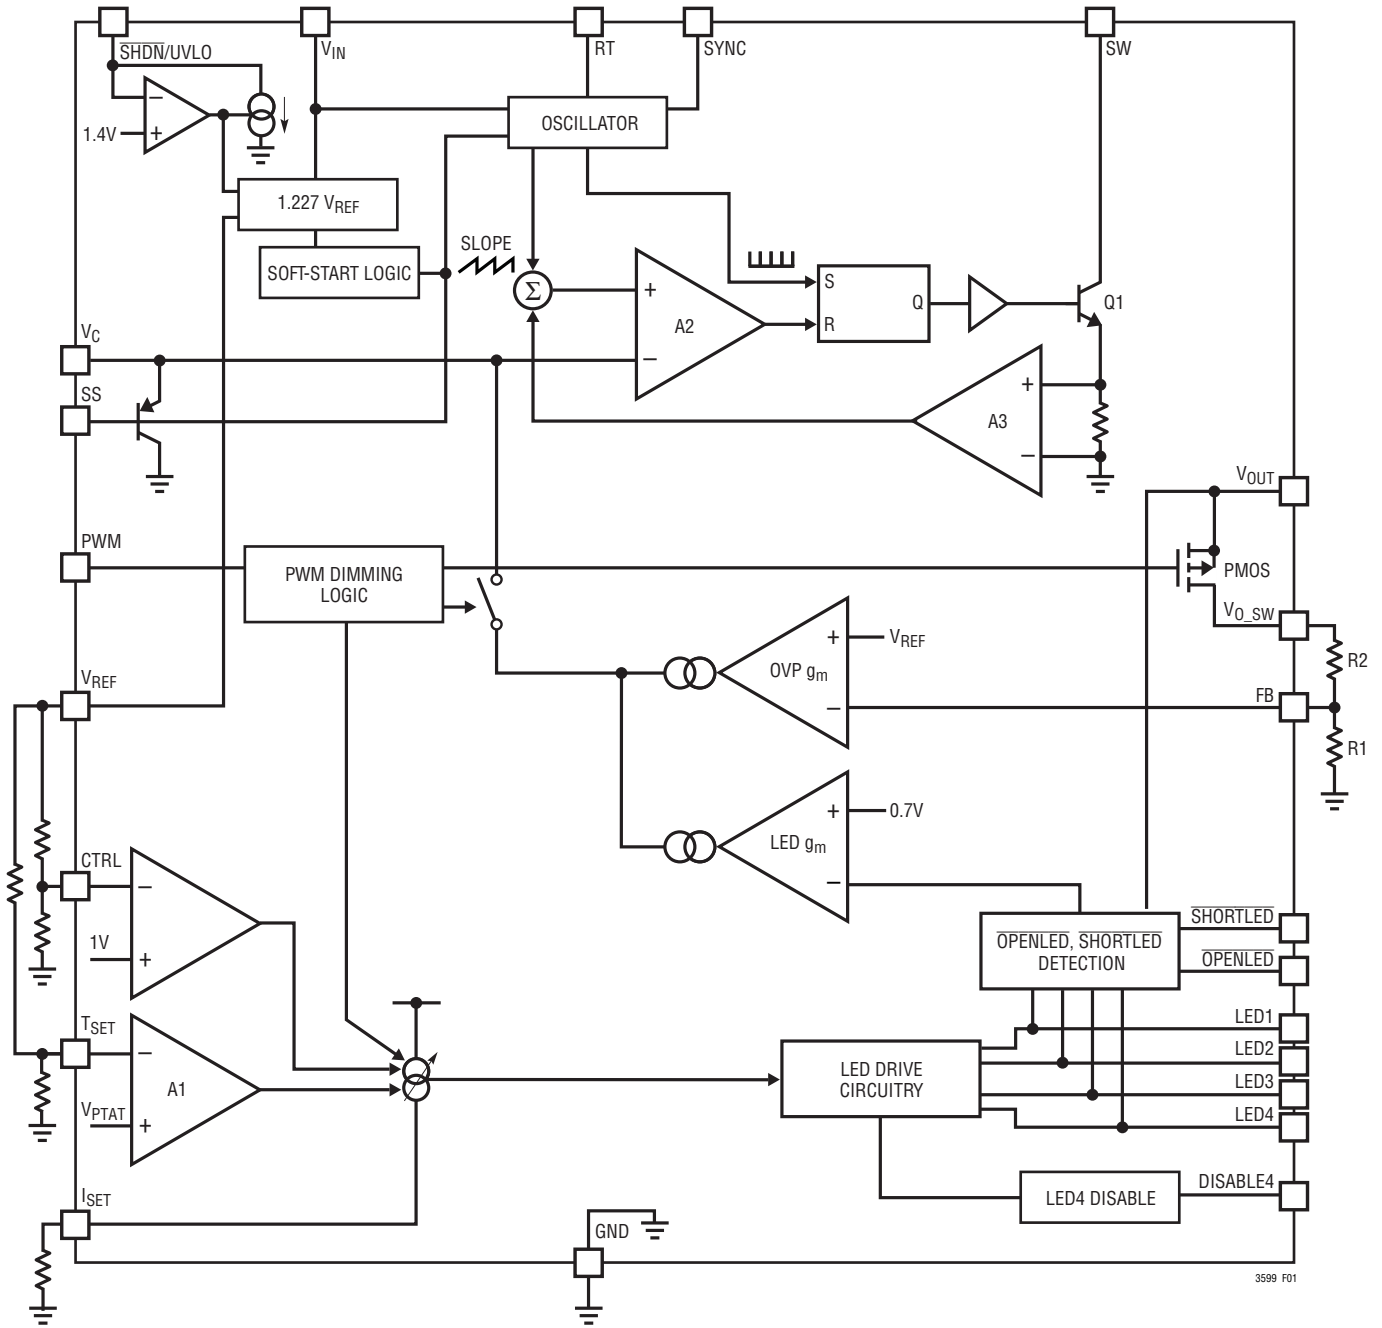 SHDN/UVLO
VIN
RT
SYNC
SW
1.4V
−
+
OSCILLATOR
1.227 VREF
SOFT-START LOGIC
SLOPE
Σ
+
A2
−
S
R
Q
Q1
VC
SS
+
A3
−
VOUT
PWM
PWM DIMMING
LOGIC
PMOS
VO_SW
R2
+
VREF
OVP gm
−
FB
R1
VREF
+
0.7V
LED gm
−
CTRL
−
1V
+
OPENLED, SHORTLED
DETECTION
SHORTLED
OPENLED
TSET
−
A1
VPTAT
+
LED DRIVE
CIRCUITRY
LED1
LED2
LED3
LED4
LED4 DISABLE
DISABLE4
ISET
GND
3599 F01